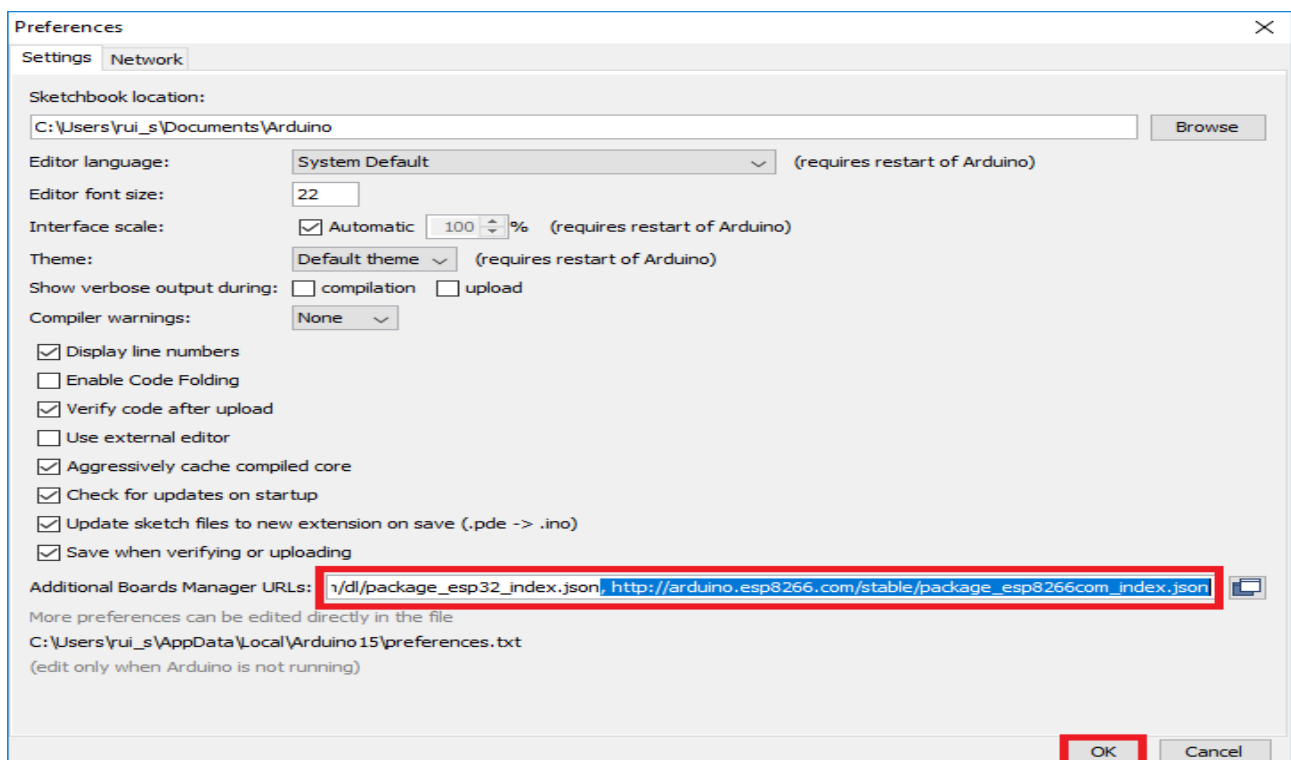 Preferences
Settings Network
Sketchbook location:
C:\Users\rui_s\Documents\Arduino Browse
Editor language: System Default (requires restart of Arduino)
Editor font size: 22
Interface scale: Automatic 100 % (requires restart of Arduino)
Theme: Default theme (requires restart of Arduino)
Show verbose output during: compilation upload
Compiler warnings: None
Display line numbers
Enable Code Folding
Verify code after upload
Use external editor
Aggressively cache compiled core
Check for updates on startup
Update sketch files to new extension on save (.pde -> .ino)
Save when verifying or uploading
Additional Boards Manager URLs: /dl/package_esp32_index.json, http://arduino.esp8266.com/stable/package_esp8266com_index.json
More preferences can be edited directly in the file
C:\Users\rui_s\AppData\Local\Arduino15\preferences.txt
(edit only when Arduino is not running)
OK Cancel